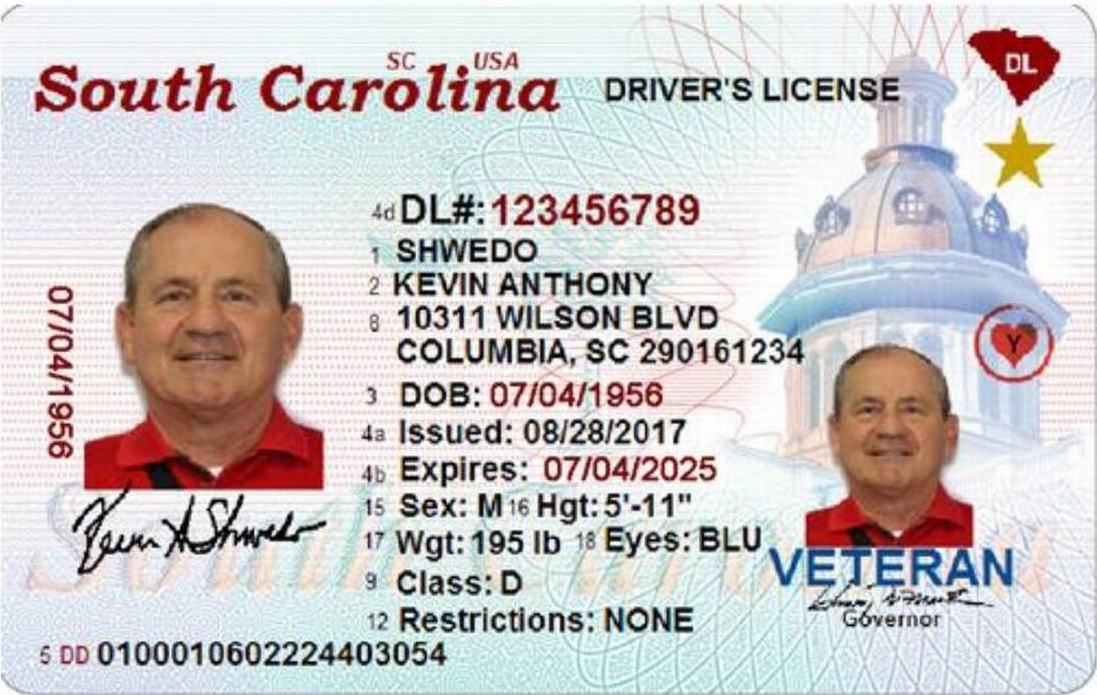 SC USA
South Carolina DRIVER'S LICENSE
DL
4d DL#:123456789
1 SHWEDO
2 KEVIN ANTHONY
8 10311 WILSON BLVD
COLUMBIA, SC 290161234
Y
07/04/1956
3 DOB: 07/04/1956
4a Issued: 08/28/2017
4b Expires: 07/04/2025
15 Sex: M 16 Hgt: 5'-11"
17 Wgt: 195 lb 18 Eyes: BLU
9 Class: D
12 Restrictions: NONE
Kevin A Shwedo
VETERAN
Governor
5 DD 0100010602224403054
South Carolina